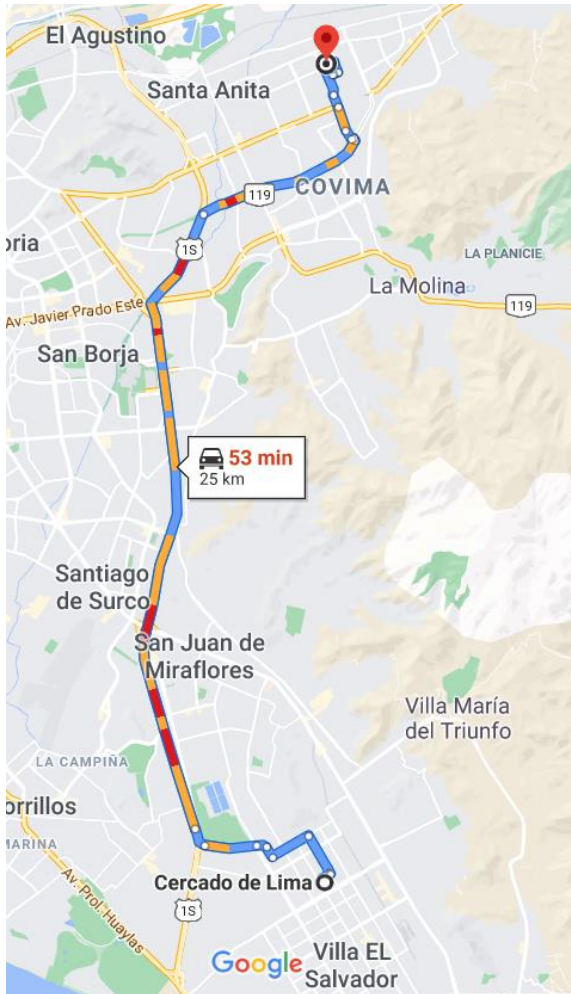 El Agustino
Santa Anita
119
COVIMA
1S
LA PLANICIE
La Molina
119
oria
Av. Javier Prado Este
San Borja
53 min
25 km
Santiago
de Surco
San Juan de
Miraflores
Villa María
del Triunfo
LA CAMPIÑA
orrillos
MARINA
Av. Prol. Huaylas
Cercado de Lima
1S
Google
Villa EL
Salvador